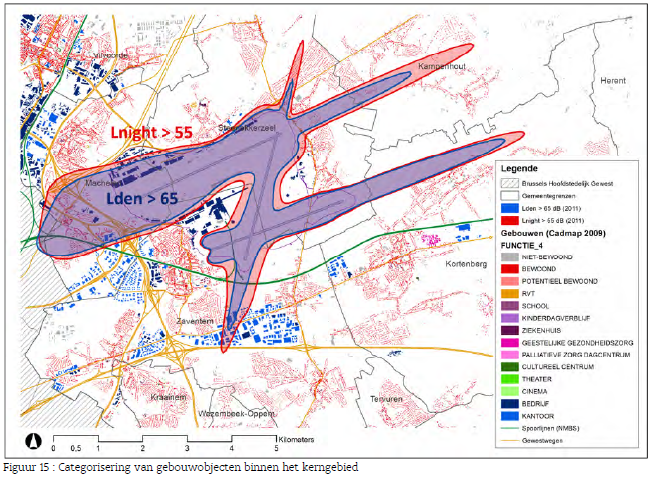 Vilvoorde
Kampenhout
Herent
Lnight > 55
Steenokkerzeel
Machelen
Lden > 65
Kortenberg
Zaventem
Kraainem
Wezembeek-Oppem
Tervuren
Legende
Brussels Hoofdstedelijk Gewest
Gemeentegrenzen
Lden > 65 dB (2011)
Lnight > 55 dB (2011)
Gebouwen (Cadmap 2009)
FUNCTIE_4
NIET-BEWOOND
BEWOOND
POTENTIEEL BEWOOND
RVT
SCHOOL
KINDERDAGVERBLIJF
ZIEKENHUIS
GEESTELIJKE GEZONDHEIDSZORG
PALLIATIEVE ZORG DAGCENTRUM
CULTUREEL CENTRUM
THEATER
CINEMA
BEDRIJF
KANTOOR
Spoorlijnen (NMBS)
Gewestwegen
Kilometers
0 0,5 1 2 3 4 5
Figuur 15 : Categorisering van gebouwobjecten binnen het kerngebied